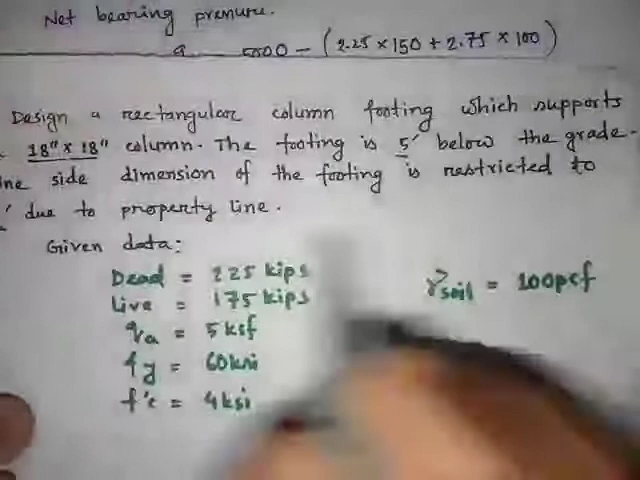 Net bearing pressure.
5000 - (2.25 x 150 + 2.75 x 100)
Design a rectangular column footing which supports
18" x 18" column. The footing is 5' below the grade.
side dimension of the footing is restricted to
' due to property line.
Given data:
Dead = 225 kips
Live = 175 kips
γsoil = 100pcf
qa = 5ksf
fy = 60ksi
f'c = 4ksi